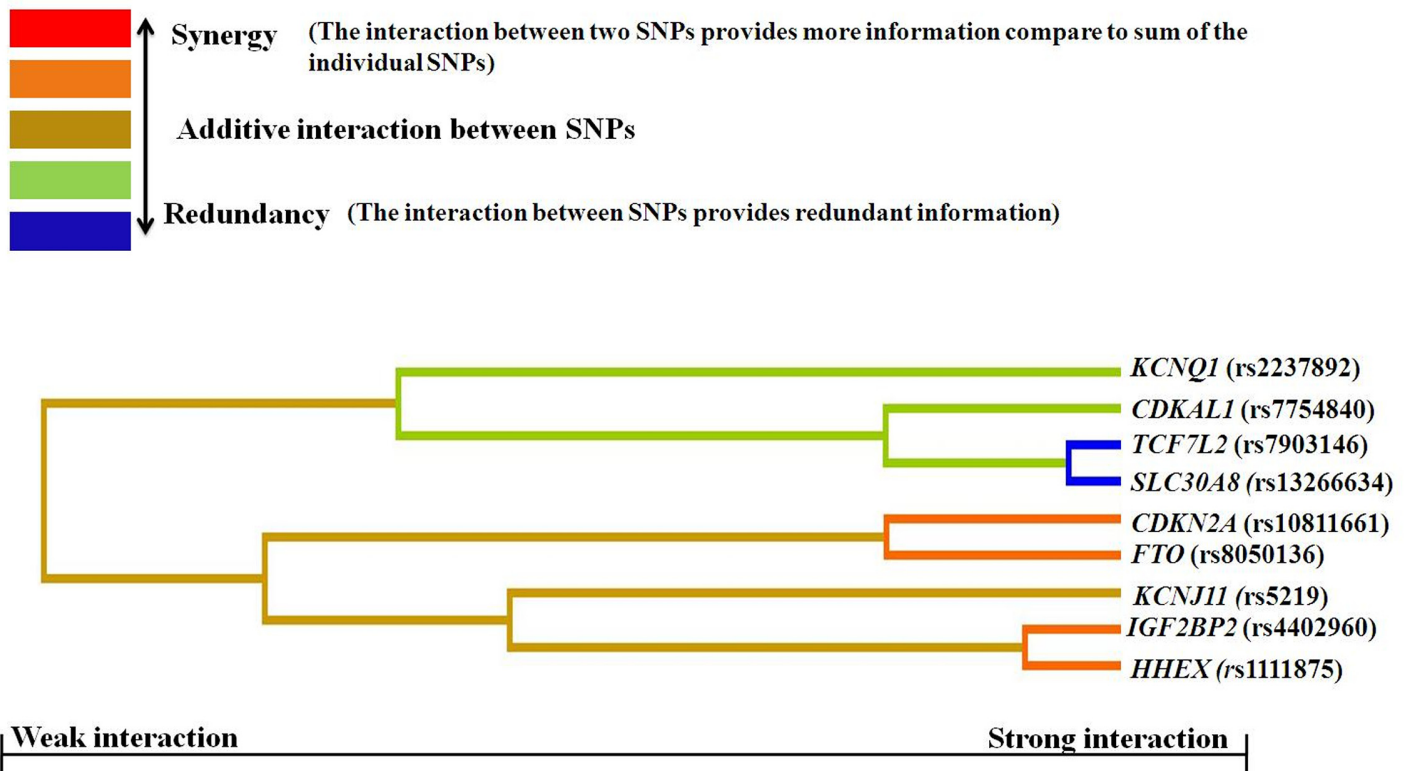 Synergy (The interaction between two SNPs provides more information compare to sum of the
individual SNPs)
Additive interaction between SNPs
Redundancy (The interaction between SNPs provides redundant information)
KCNQ1 (rs2237892)
CDKAL1 (rs7754840)
TCF7L2 (rs7903146)
SLC30A8 (rs13266634)
CDKN2A (rs10811661)
FTO (rs8050136)
KCNJ11 (rs5219)
IGF2BP2 (rs4402960)
HHEX (rs1111875)
Weak interaction Strong interaction